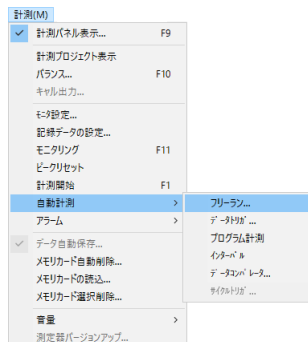 計測(M)
計測パネル表示... F9
計測プロジェクト表示
バランス... F10
キャル出力...
モニタ設定...
記録データの設定...
モニタリング F11
ピークリセット
計測開始 F1
自動計測
アラーム
データ自動保存...
メモリカード自動削除...
メモリカードの読込...
メモリカード選択削除...
音量
測定器バージョンアップ...
フリーラン...
データトリガ...
プログラム計測
インターバル
データコンパレータ...
サイクルトリガ...